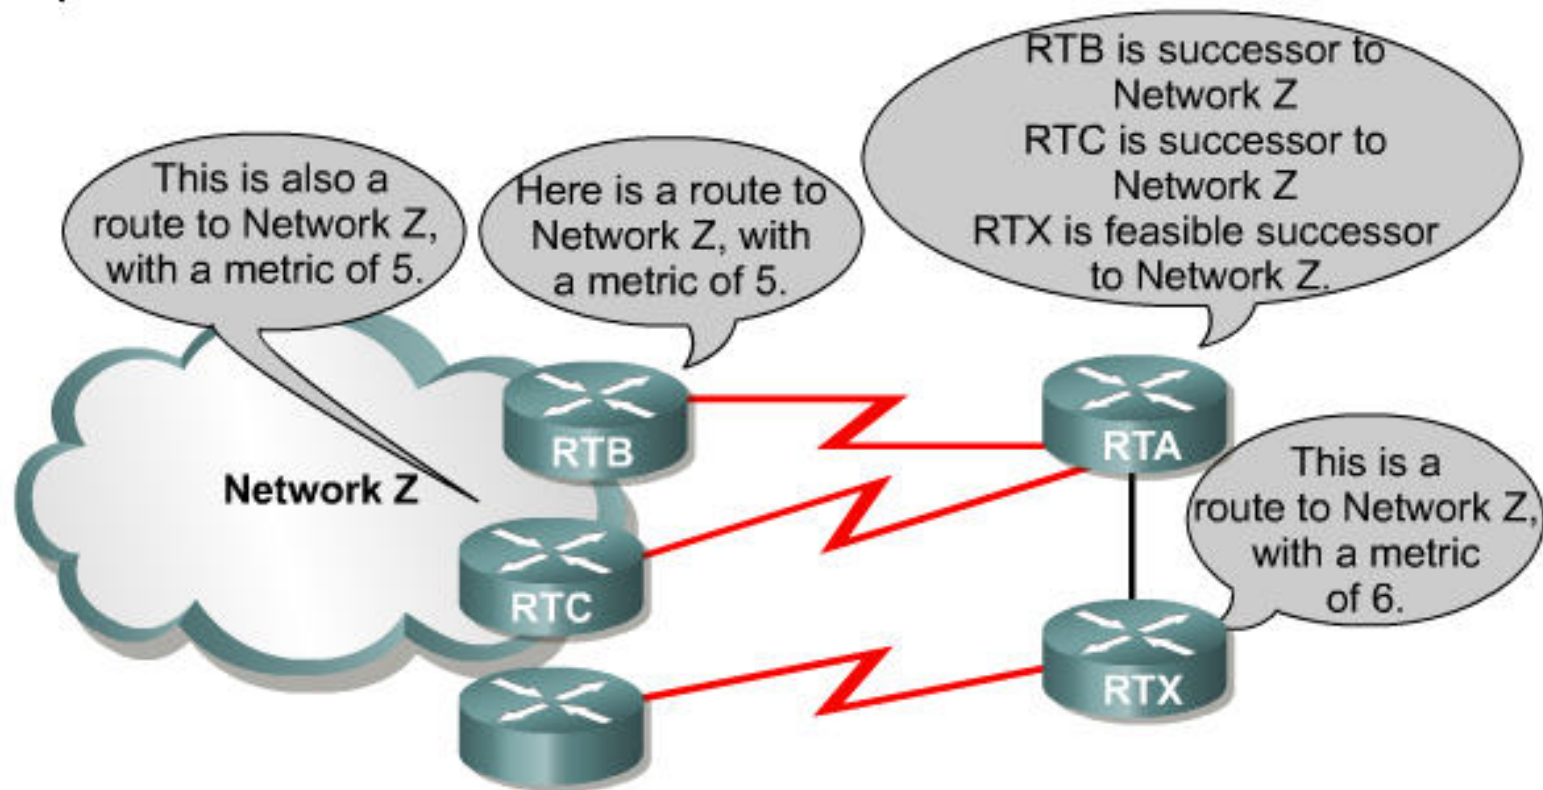 RTB is successor to
Network Z
RTC is successor to
Network Z
RTX is feasible successor
to Network Z.
This is also a
route to Network Z,
with a metric of 5.
Here is a route to
Network Z, with
a metric of 5.
RTB
RTA
Network Z
This is a
route to Network Z,
with a metric
of 6.
RTC
RTX